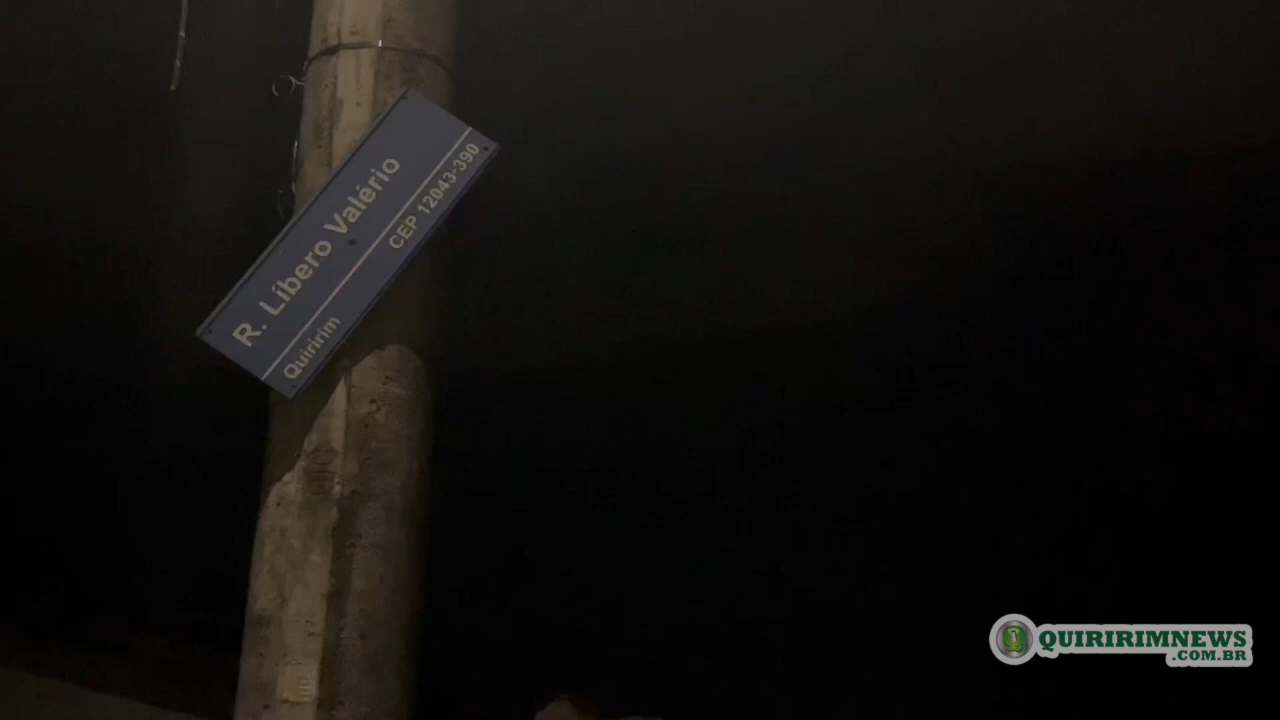 R. Líbero Valério
Quiririm
CEP 12043-390
QUIRIRIMNEWS
.COM.BR